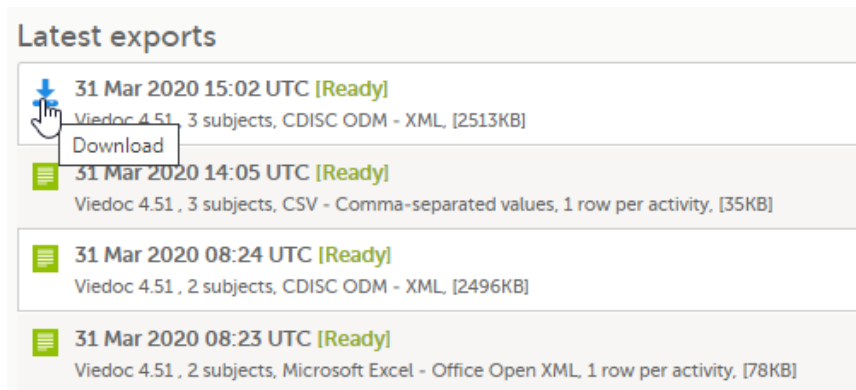 Latest exports
31 Mar 2020 15:02 UTC [Ready]
Viedoc 4.51 , 3 subjects, CDISC ODM - XML, [2513KB]
Download
31 Mar 2020 14:05 UTC [Ready]
Viedoc 4.51 , 3 subjects, CSV - Comma-separated values, 1 row per activity, [35KB]
31 Mar 2020 08:24 UTC [Ready]
Viedoc 4.51 , 2 subjects, CDISC ODM - XML, [2496KB]
31 Mar 2020 08:23 UTC [Ready]
Viedoc 4.51 , 2 subjects, Microsoft Excel - Office Open XML, 1 row per activity, [78KB]